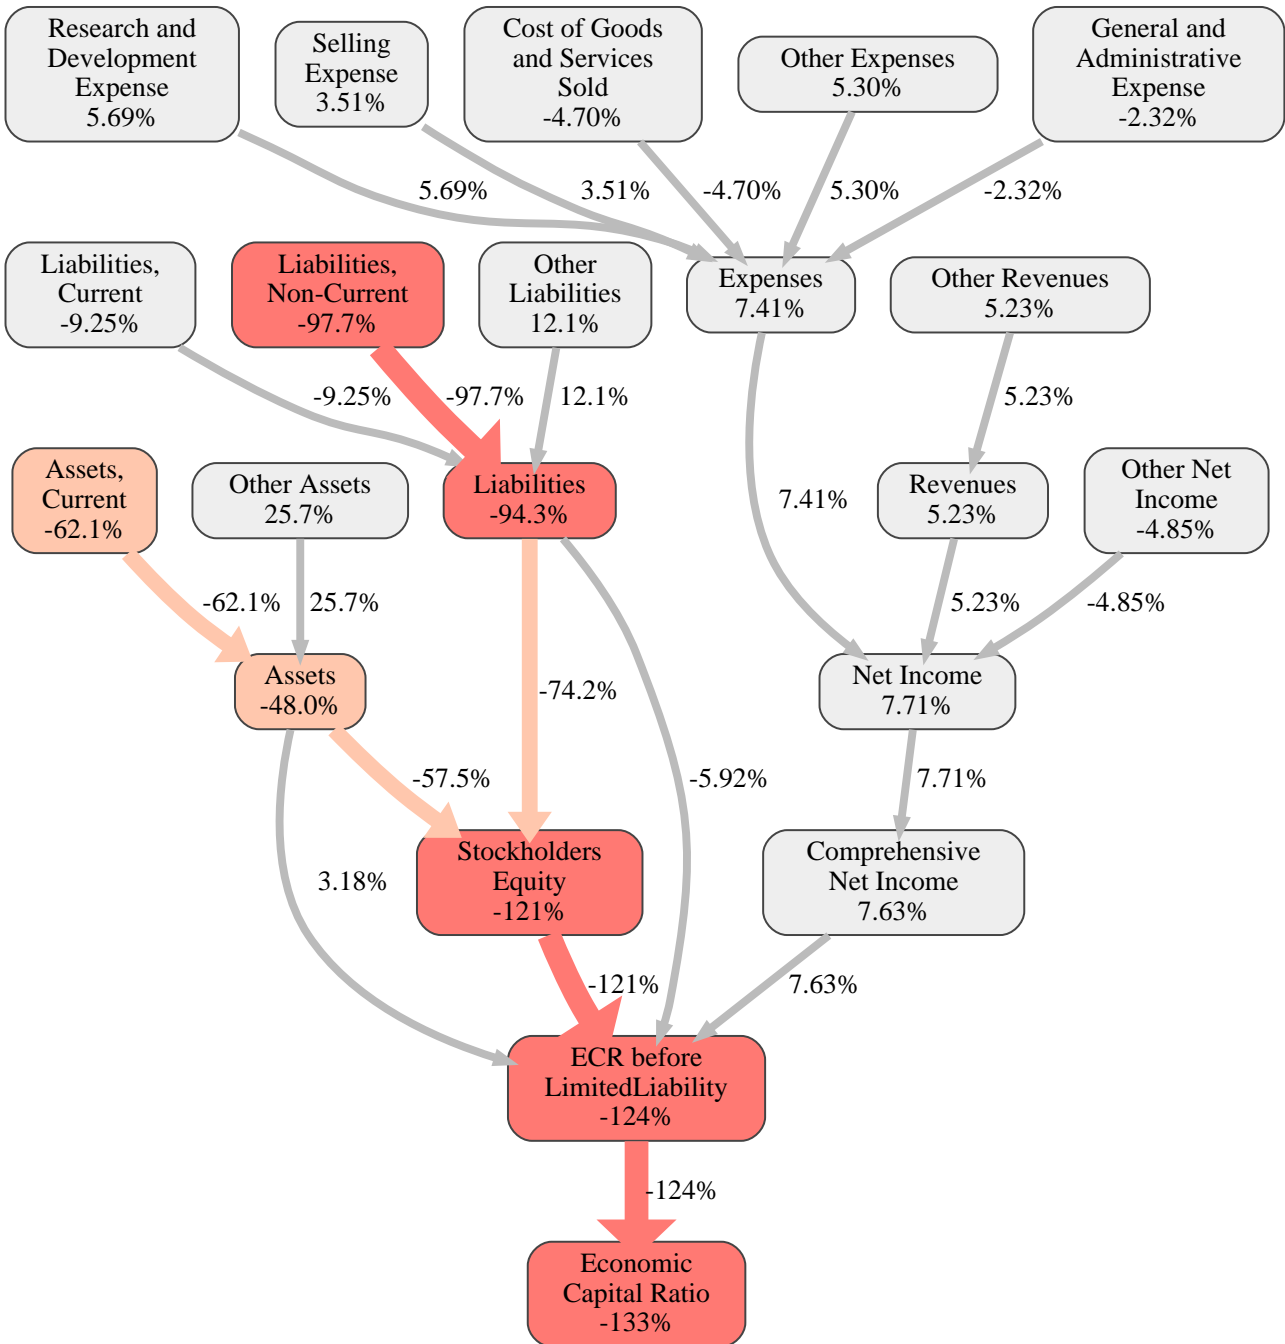 Research and
Development
Expense
5.69%
Selling
Expense
3.51%
Cost of Goods
and Services
Sold
-4.70%
Other Expenses
5.30%
General and
Administrative
Expense
-2.32%
5.69%
3.51%
-4.70%
5.30%
-2.32%
Liabilities,
Current
-9.25%
Liabilities,
Non-Current
-97.7%
Other
Liabilities
12.1%
Expenses
7.41%
Other Revenues
5.23%
-9.25%
-97.7%
12.1%
5.23%
Assets,
Current
-62.1%
Other Assets
25.7%
Liabilities
-94.3%
7.41%
Revenues
5.23%
Other Net
Income
-4.85%
-62.1%
25.7%
5.23%
-4.85%
Assets
-48.0%
-74.2%
Net Income
7.71%
-57.5%
-5.92%
7.71%
3.18%
Stockholders
Equity
-121%
Comprehensive
Net Income
7.63%
-121%
7.63%
ECR before
LimitedLiability
-124%
-124%
Economic
Capital Ratio
-133%